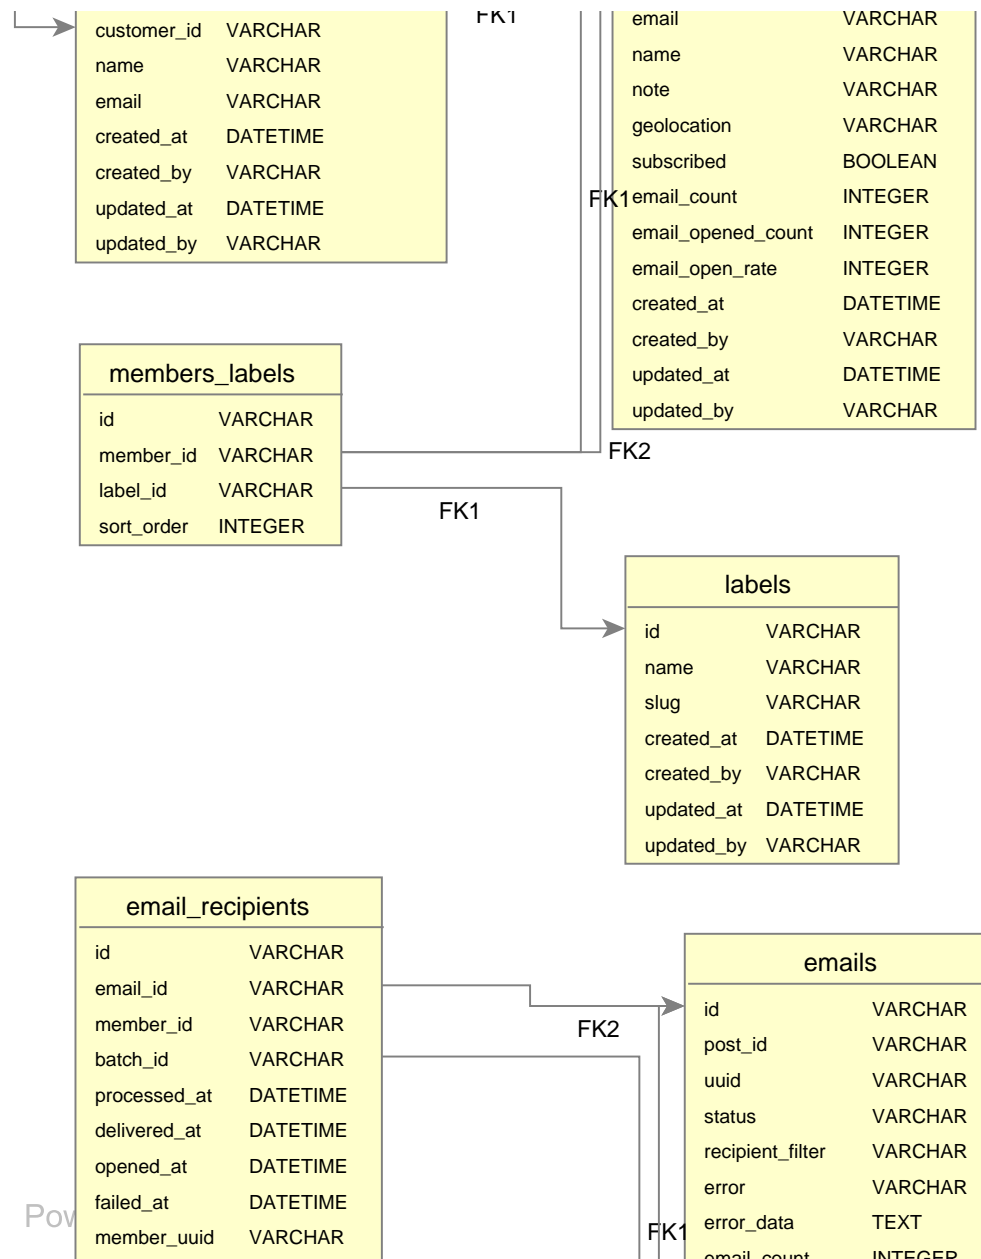 FK1
customer_id VARCHAR
name VARCHAR
email VARCHAR
created_at DATETIME
created_by VARCHAR
updated_at DATETIME
updated_by VARCHAR
email VARCHAR
name VARCHAR
note VARCHAR
geolocation VARCHAR
subscribed BOOLEAN
FK1
email_count INTEGER
email_opened_count INTEGER
email_open_rate INTEGER
created_at DATETIME
created_by VARCHAR
updated_at DATETIME
updated_by VARCHAR
members_labels
id VARCHAR
member_id VARCHAR
label_id VARCHAR
sort_order INTEGER
FK2
FK1
labels
id VARCHAR
name VARCHAR
slug VARCHAR
created_at DATETIME
created_by VARCHAR
updated_at DATETIME
updated_by VARCHAR
email_recipients
id VARCHAR
email_id VARCHAR
member_id VARCHAR
batch_id VARCHAR
processed_at DATETIME
delivered_at DATETIME
opened_at DATETIME
failed_at DATETIME
member_uuid VARCHAR
FK2
emails
id VARCHAR
post_id VARCHAR
uuid VARCHAR
status VARCHAR
recipient_filter VARCHAR
error VARCHAR
FK1
error_data TEXT
email_count INTEGER